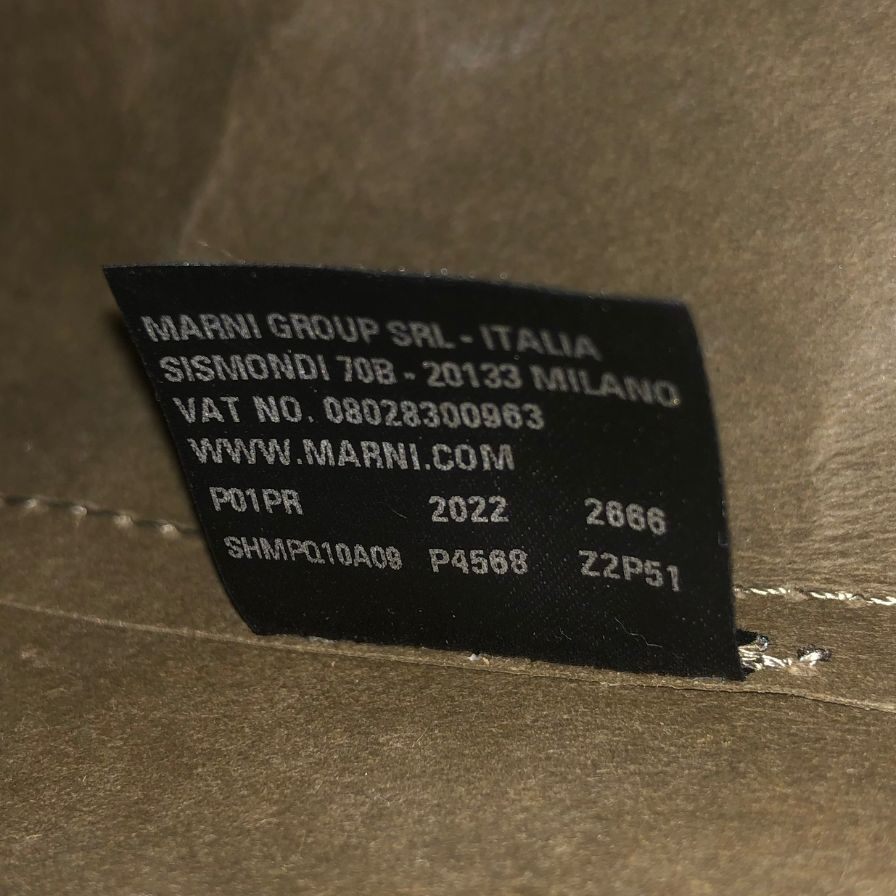 MARNI GROUP SRL - ITALIA
SISMONDI 70B - 20133 MILANO
VAT NO. 08028300963
WWW.MARNI.COM
P01PR 2022 2666
SHMPQ10A09 P4568 Z2P51